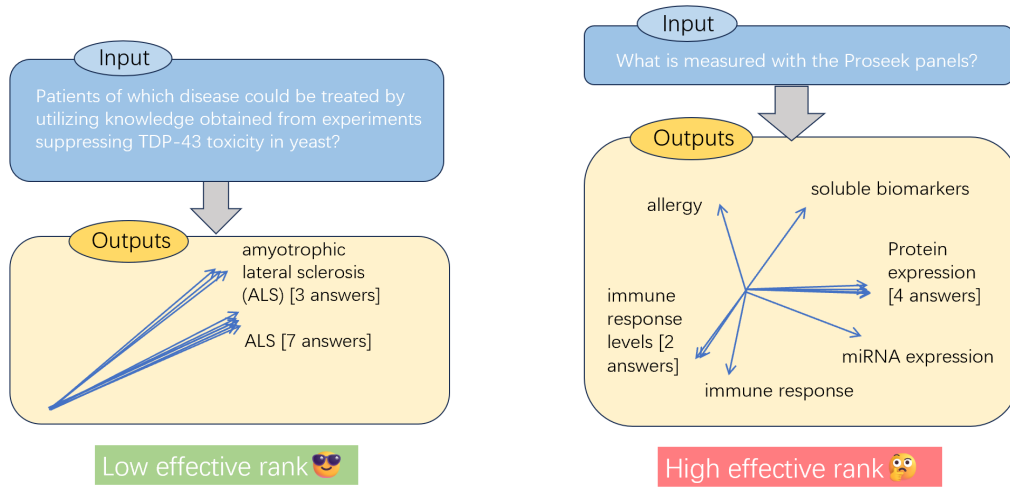 Input
Patients of which disease could be treated by
utilizing knowledge obtained from experiments
suppressing TDP-43 toxicity in yeast?
Outputs
amyotrophic
lateral sclerosis
(ALS) [3 answers]
ALS [7 answers]
Low effective rank
Input
What is measured with the Proseek panels?
Outputs
allergy
soluble biomarkers
Protein
expression
[4 answers]
immune
response
levels [2
answers]
miRNA expression
immune response
High effective rank